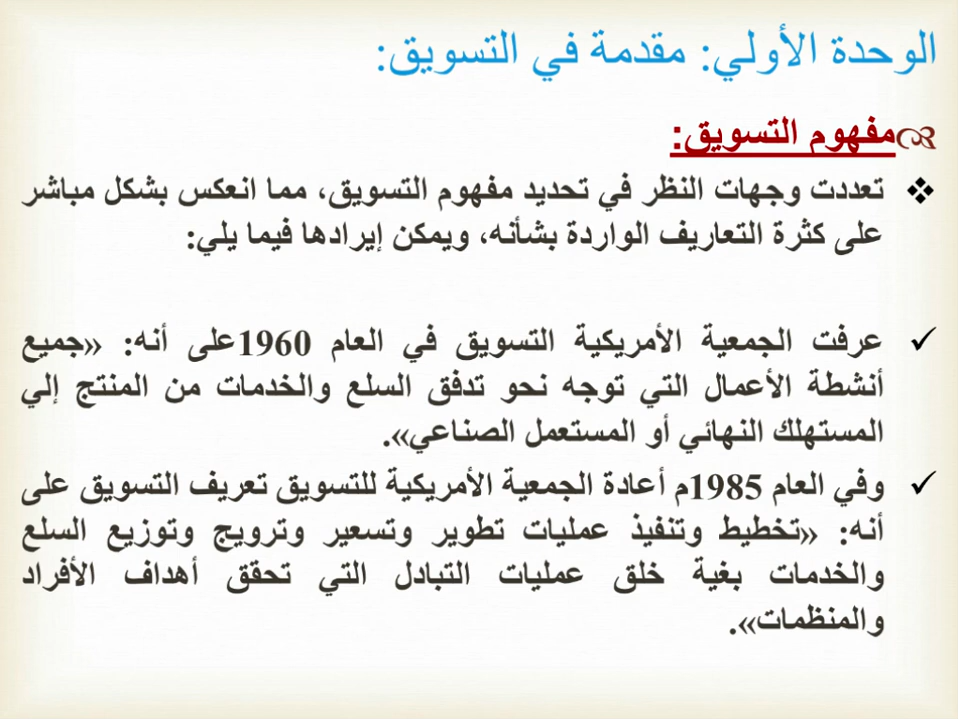 الوحدة الأولي: مقدمة في التسويق:
مفهوم التسويق:
تعددت وجهات النظر في تحديد مفهوم التسويق، مما انعكس بشكل مباشر
على كثرة التعاريف الواردة بشأنه، ويمكن إيرادها فيما يلي:
عرفت الجمعية الأمريكية التسويق في العام 1960على أنه: «جميع
أنشطة الأعمال التي توجه نحو تدفق السلع والخدمات من المنتج إلي
المستهلك النهائي أو المستعمل الصناعي».
وفي العام 1985م أعادة الجمعية الأمريكية للتسويق تعريف التسويق على
أنه: «تخطيط وتنفيذ عمليات تطوير وتسعير وترويج وتوزيع السلع
والخدمات بغية خلق عمليات التبادل التي تحقق أهداف الأفراد
والمنظمات».